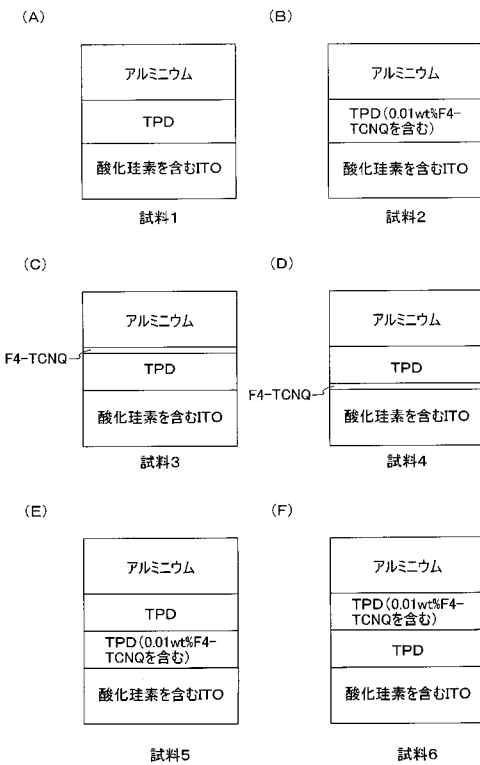 (A)
アルミニウム
TPD
酸化珪素を含むITO
試料1
(B)
アルミニウム
TPD(0.01wt%F4-
TCNQを含む)
酸化珪素を含むITO
試料2
(C)
アルミニウム
F4-TCNQ
TPD
酸化珪素を含むITO
試料3
(D)
アルミニウム
TPD
F4-TCNQ
酸化珪素を含むITO
試料4
(E)
アルミニウム
TPD
TPD(0.01wt%F4-
TCNQを含む)
酸化珪素を含むITO
試料5
(F)
アルミニウム
TPD(0.01wt%F4-
TCNQを含む)
TPD
酸化珪素を含むITO
試料6